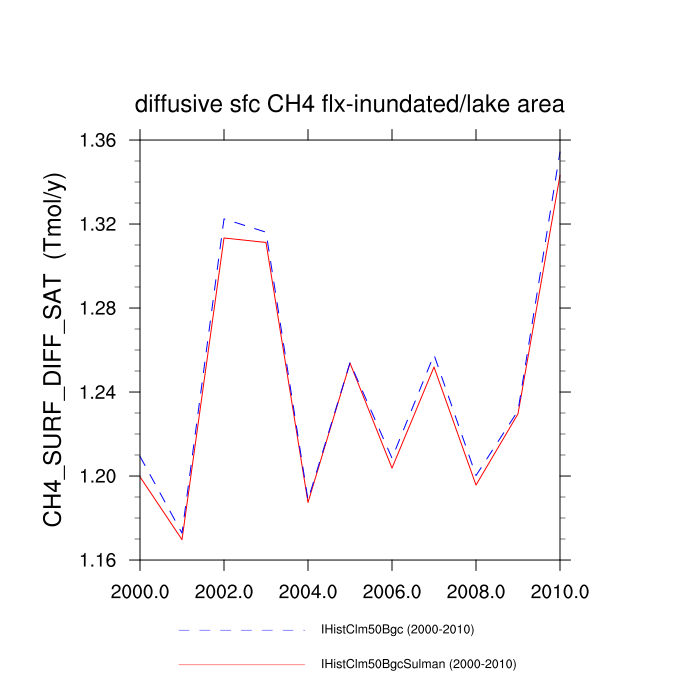 diffusive sfc CH4 flx-inundated/lake area
CH4_SURF_DIFF_SAT (Tmol/y)
1.36
1.32
1.28
1.24
1.20
1.16
2000.0 2002.0 2004.0 2006.0 2008.0 2010.0
IHistClm50Bgc (2000-2010)
IHistClm50BgcSulman (2000-2010)